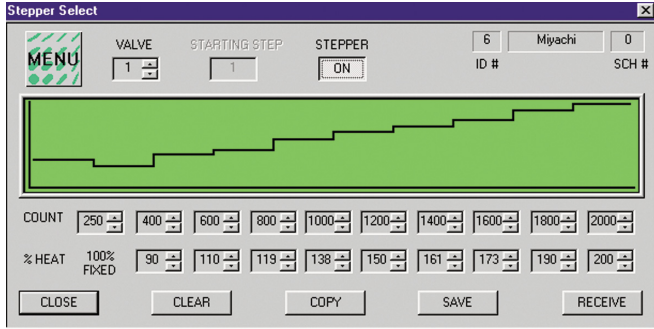 Stepper Select
MENU
VALVE
1
STARTING STEP
1
STEPPER
ON
6 Miyachi 0
ID # SCH #
COUNT 250 400 600 800 1000 1200 1400 1600 1800 2000
% HEAT 100% FIXED 90 110 119 138 150 161 173 190 200
CLOSE CLEAR COPY SAVE RECEIVE